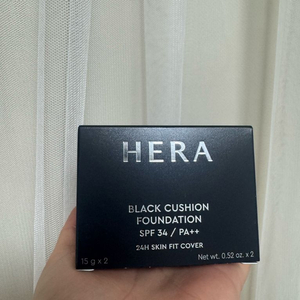 HERA
BLACK CUSHION
FOUNDATION
SPF 34 / PA++
24H SKIN FIT COVER
15 g x 2
Net wt. 0.52 oz. x 2